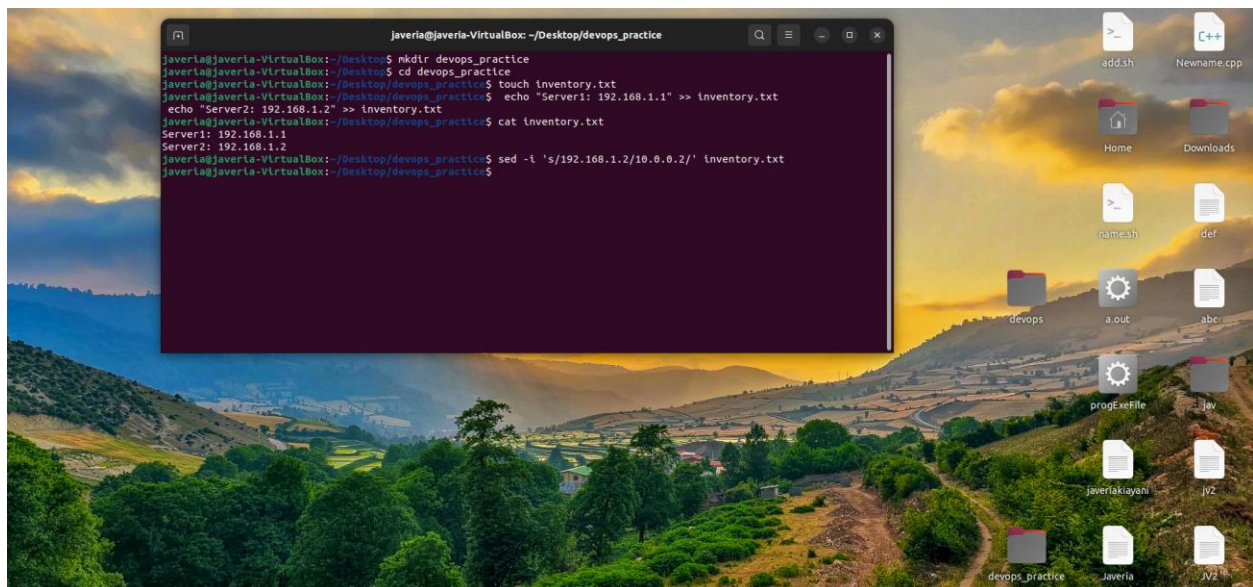 javeria@javeria-VirtualBox: ~/Desktop/devops_practice
javeria@javeria-VirtualBox:~/Desktop$ mkdir devops_practice
javeria@javeria-VirtualBox:~/Desktop$ cd devops_practice
javeria@javeria-VirtualBox:~/Desktop/devops_practice$ touch inventory.txt
javeria@javeria-VirtualBox:~/Desktop/devops_practice$  echo "Server1: 192.168.1.1" >> inventory.txt
 echo "Server2: 192.168.1.2" >> inventory.txt
javeria@javeria-VirtualBox:~/Desktop/devops_practice$ cat inventory.txt
Server1: 192.168.1.1
Server2: 192.168.1.2
javeria@javeria-VirtualBox:~/Desktop/devops_practice$ sed -i 's/192.168.1.2/10.0.0.2/' inventory.txt
javeria@javeria-VirtualBox:~/Desktop/devops_practice$
>_ C++
add.sh Newname.cpp
Home Downloads
>_
name.sh def
devops a.out abc
progExeFile jav
javeriakiayani jv2
devops_practice Javeria JV2